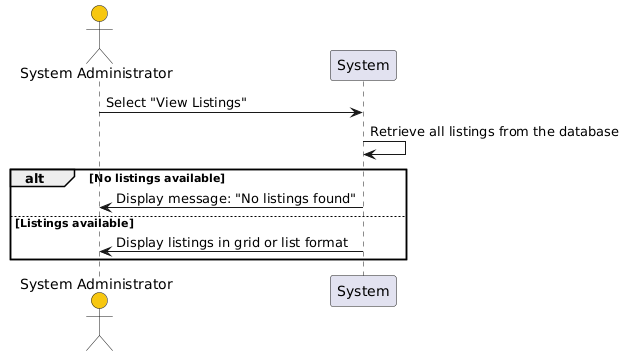 System Administrator
System
Select "View Listings"
Retrieve all listings from the database
alt [No listings available]
Display message: "No listings found"
[Listings available]
Display listings in grid or list format
System Administrator
System